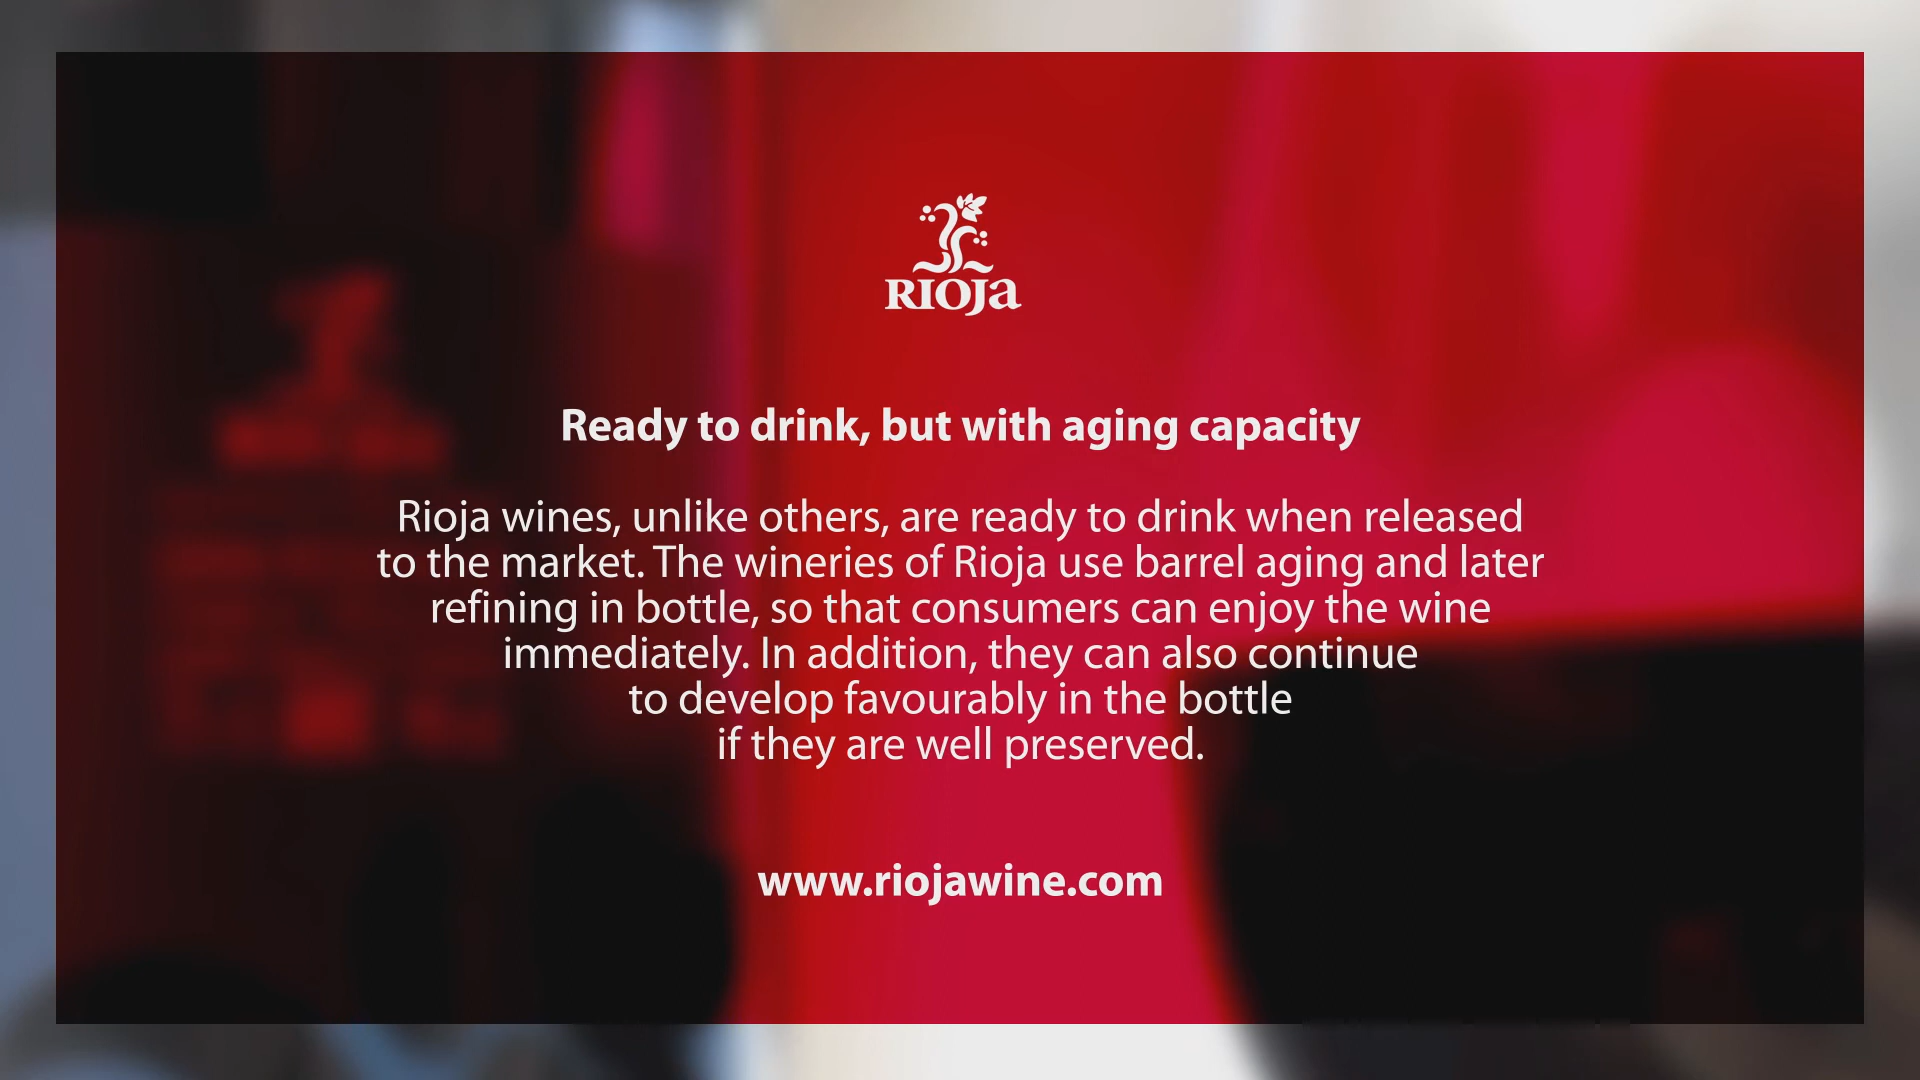 RIOJa
Ready to drink, but with aging capacity
Rioja wines, unlike others, are ready to drink when released
to the market. The wineries of Rioja use barrel aging and later
refining in bottle, so that consumers can enjoy the wine
immediately. In addition, they can also continue
to develop favourably in the bottle
if they are well preserved.
www.riojawine.com